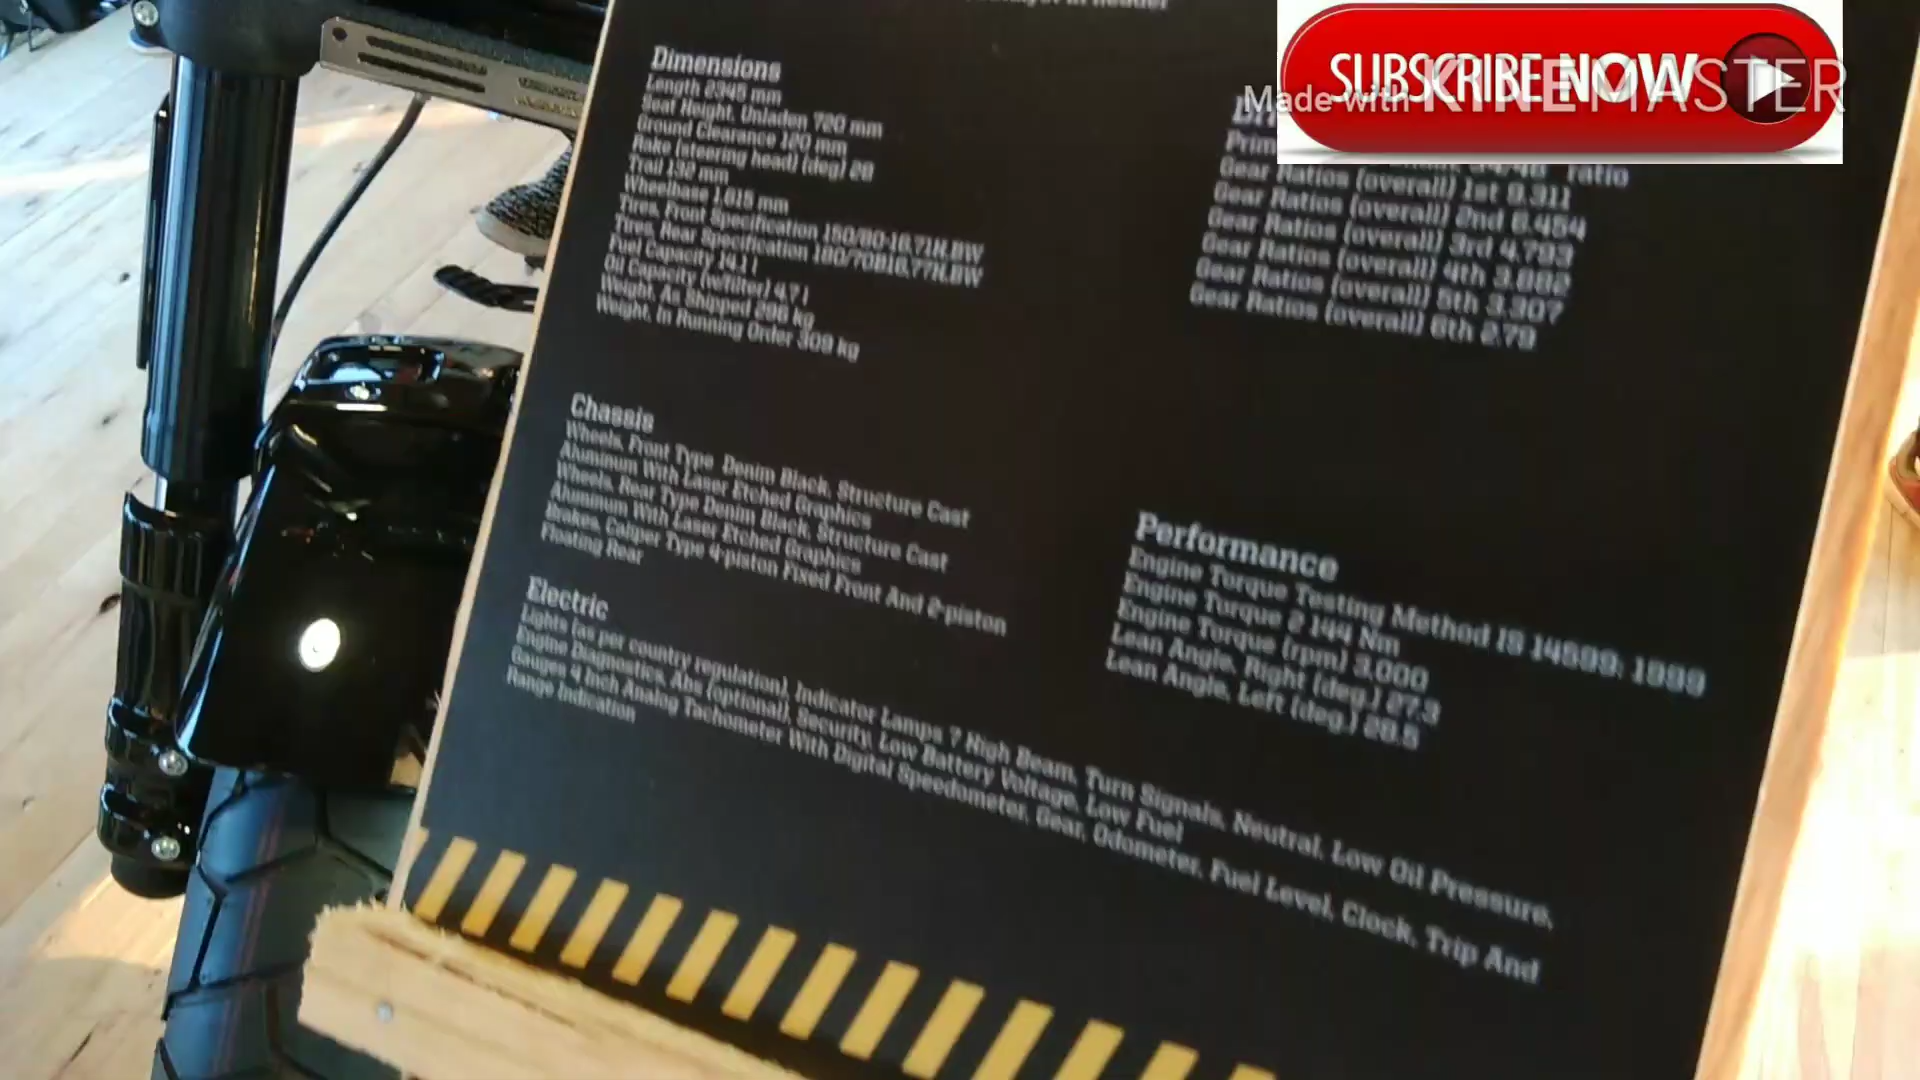 SUBSCRIBE NOW
Made with KINEMASTER
Header
Dimensions
Length 2345 mm
Seat Height, Unladen 720 mm
Ground Clearance 120 mm
Rake (steering head) (deg) 28
Trail 132 mm
Wheelbase 1,615 mm
Tires, Front Specification 150/80-16,71H,BW
Tires, Rear Specification 180/70B16,77H,BW
Fuel Capacity
Oil Capacity (w/filter) 4.7 l
Weight, As Shipped 296 kg
Weight, In Running Order 309 kg
Chassis
Wheels, Front Type Denim Black, Structure Cast
Aluminum With Laser Etched Graphics
Wheels, Rear Type Denim Black, Structure Cast
Aluminum With Laser Etched Graphics
Brakes, Caliper Type 4-piston Fixed Front And 2-piston
Floating Rear
Electric
Lights (as per country regulation), Indicator Lamps 7 High Beam, Turn Signals, Neutral, Low Oil Pressure,
Engine Diagnostics, Abs (optional), Security, Low Battery Voltage, Low Fuel
Gauges 4 Inch Analog Tachometer With Digital Speedometer, Gear, Odometer, Fuel Level, Clock, Trip And
Range Indication
ratio
Gear Ratios (overall) 1st 9.311
Gear Ratios (overall) 2nd 6.454
Gear Ratios (overall) 3rd 4.793
Gear Ratios (overall) 4th 3.882
Gear Ratios (overall) 5th 3.307
Gear Ratios (overall) 6th 2.79
Performance
Engine Torque Testing Method IS 14599: 1999
Engine Torque 2 144 Nm
Engine Torque (rpm) 3,000
Lean Angle, Right (deg.) 27.3
Lean Angle, Left (deg.) 28.5